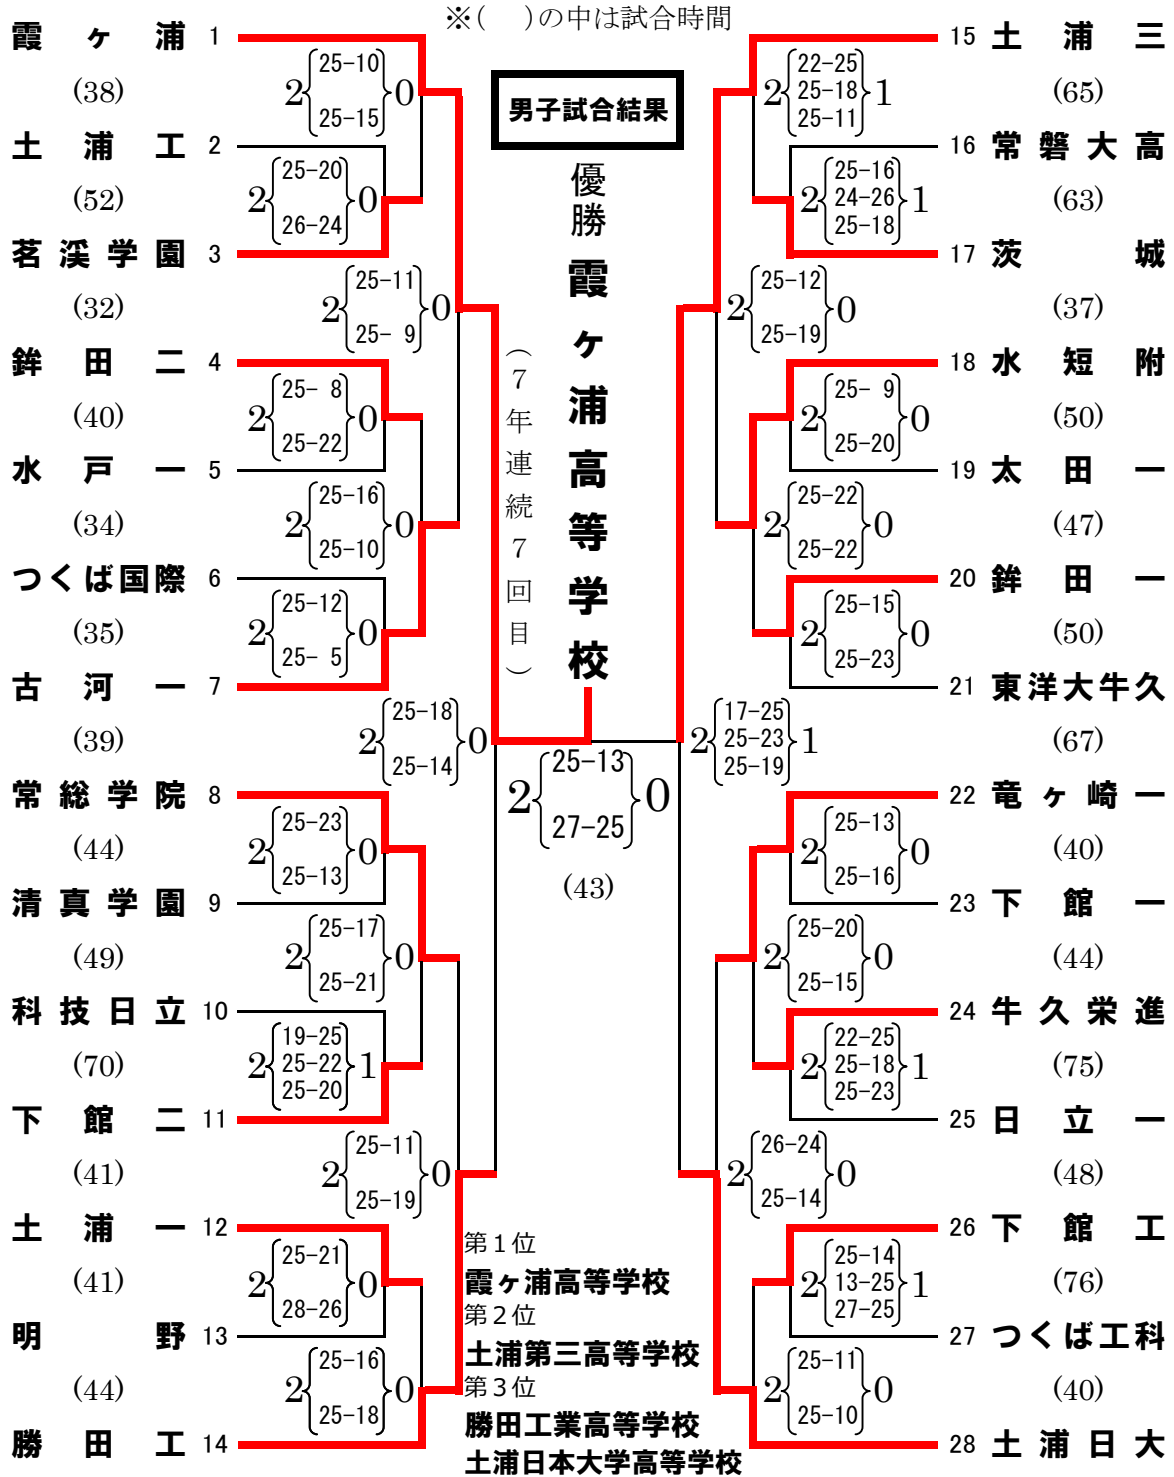 ※(　)の中は試合時間
男子試合結果
優勝
霞ヶ浦高等学校
（7年連続7回目）
霞ヶ浦 1
2 25-10 25-15 0
(38)
土浦工 2
2 25-20 26-24 0
(52)
茗渓学園 3
2 25-11 25- 9 0
(32)
鉾田二 4
2 25- 8 25-22 0
(40)
水戸一 5
2 25-16 25-10 0
(34)
つくば国際 6
2 25-12 25- 5 0
(35)
古河一 7
2 25-18 25-14 0
(39)
常総学院 8
2 25-23 25-13 0
(44)
清真学園 9
2 25-17 25-21 0
(49)
科技日立 10
2 19-25 25-22 25-20 1
(70)
下館二 11
2 25-11 25-19 0
(41)
土浦一 12
2 25-21 28-26 0
(41)
明野 13
2 25-16 25-18 0
(44)
勝田工 14
2 25-13 27-25 0
(43)
15 土浦三
2 22-25 25-18 25-11 1
(65)
16 常磐大高
2 25-16 24-26 25-18 1
(63)
17 茨城
2 25-12 25-19 0
(37)
18 水短附
2 25- 9 25-20 0
(50)
19 太田一
2 25-22 25-22 0
(47)
20 鉾田一
2 25-15 25-23 0
(50)
21 東洋大牛久
2 17-25 25-23 25-19 1
(67)
22 竜ヶ崎一
2 25-13 25-16 0
(40)
23 下館一
2 25-20 25-15 0
(44)
24 牛久栄進
2 22-25 25-18 25-23 1
(75)
25 日立一
2 26-24 25-14 0
(48)
26 下館工
2 25-14 13-25 27-25 1
(76)
27 つくば工科
2 25-11 25-10 0
(40)
28 土浦日大
第1位
霞ヶ浦高等学校
第2位
土浦第三高等学校
第3位
勝田工業高等学校
土浦日本大学高等学校